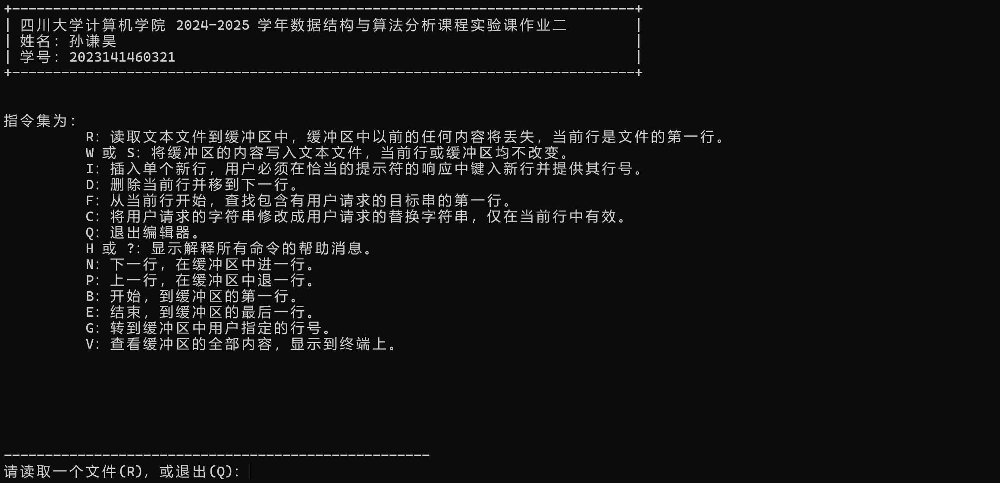 +----------------------------------------------------------------------------+
| 四川大学计算机学院 2024-2025 学年数据结构与算法分析课程实验课作业二 |
| 姓名：孙谦昊 |
| 学号：2023141460321 |
+----------------------------------------------------------------------------+
指令集为：
R：读取文本文件到缓冲区中，缓冲区中以前的任何内容将丢失，当前行是文件的第一行。
W 或 S：将缓冲区的内容写入文本文件，当前行或缓冲区均不改变。
I：插入单个新行，用户必须在恰当的提示符的响应中键入新行并提供其行号。
D：删除当前行并移到下一行。
F：从当前行开始，查找包含有用户请求的目标串的第一行。
C：将用户请求的字符串修改成用户请求的替换字符串，仅在当前行中有效。
Q：退出编辑器。
H 或 ?：显示解释所有命令的帮助消息。
N：下一行，在缓冲区中进一行。
P：上一行，在缓冲区中退一行。
B：开始，到缓冲区的第一行。
E：结束，到缓冲区的最后一行。
G：转到缓冲区中用户指定的行号。
V：查看缓冲区的全部内容，显示到终端上。
----------------------------------------------------
请读取一个文件(R)，或退出(Q)：